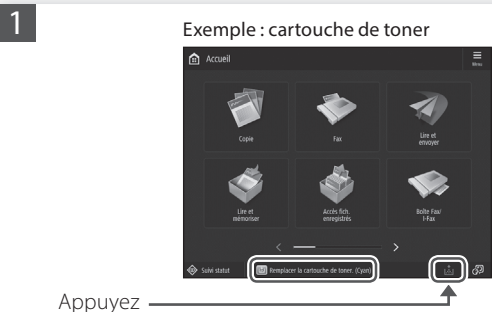 1
Exemple : cartouche de toner
Accueil
Menu
Copie
Fax
Lire et
envoyer
Lire et
mémoriser
Accès fich.
enregistrés
Boîte Fax/
I-Fax
Suivi statut
Remplacer la cartouche de toner. (Cyan)
Appuyez